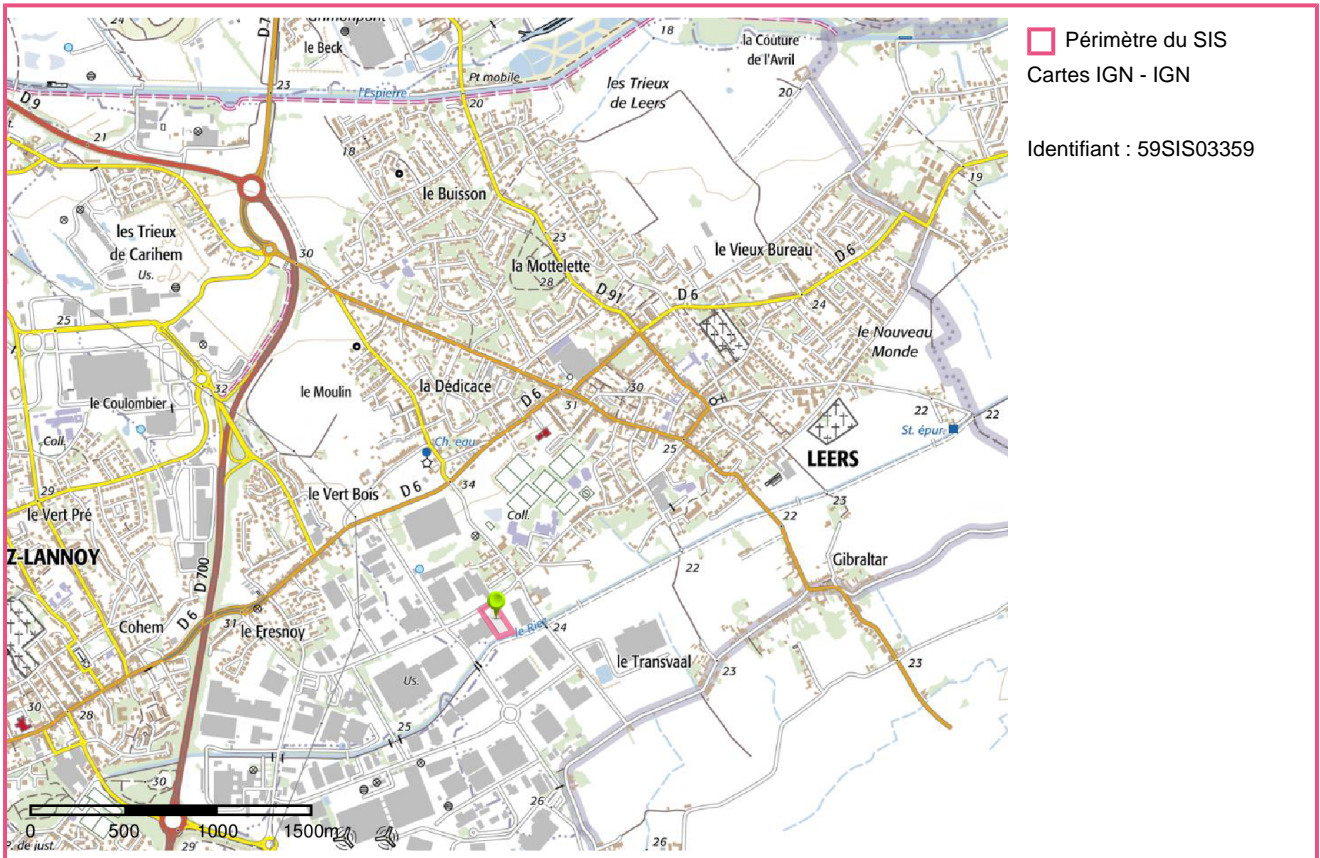 Périmètre du SIS
Cartes IGN - IGN
Identifiant : 59SIS03359
le Beck
18
la Couture
de l'Avril
Pt mobile
les Trieux
de Leers
20
23
l'Espierre
20
D 9
21
18
19
le Buisson
les Trieux
de Carihem
Us.
30
23
la Mottelette
28
le Vieux Bureau
D 6
D 91
D 6
24
25
le Nouveau
Monde
32
le Moulin
la Dédicace
30
31
D 6
le Coulombier
22
22
Coll.
Ch. eau
25
St. épur.
LEERS
34
29
le Vert Bois
D 6
23
le Vert Pré
Coll.
22
Z-LANNOY
D 700
22
Gibraltar
Cohem
D 6
31
le Fresnoy
24
le Transvaal
23
23
Us.
30
28
25
30
26
26
29
0
500
1000
1500m
P. de just.